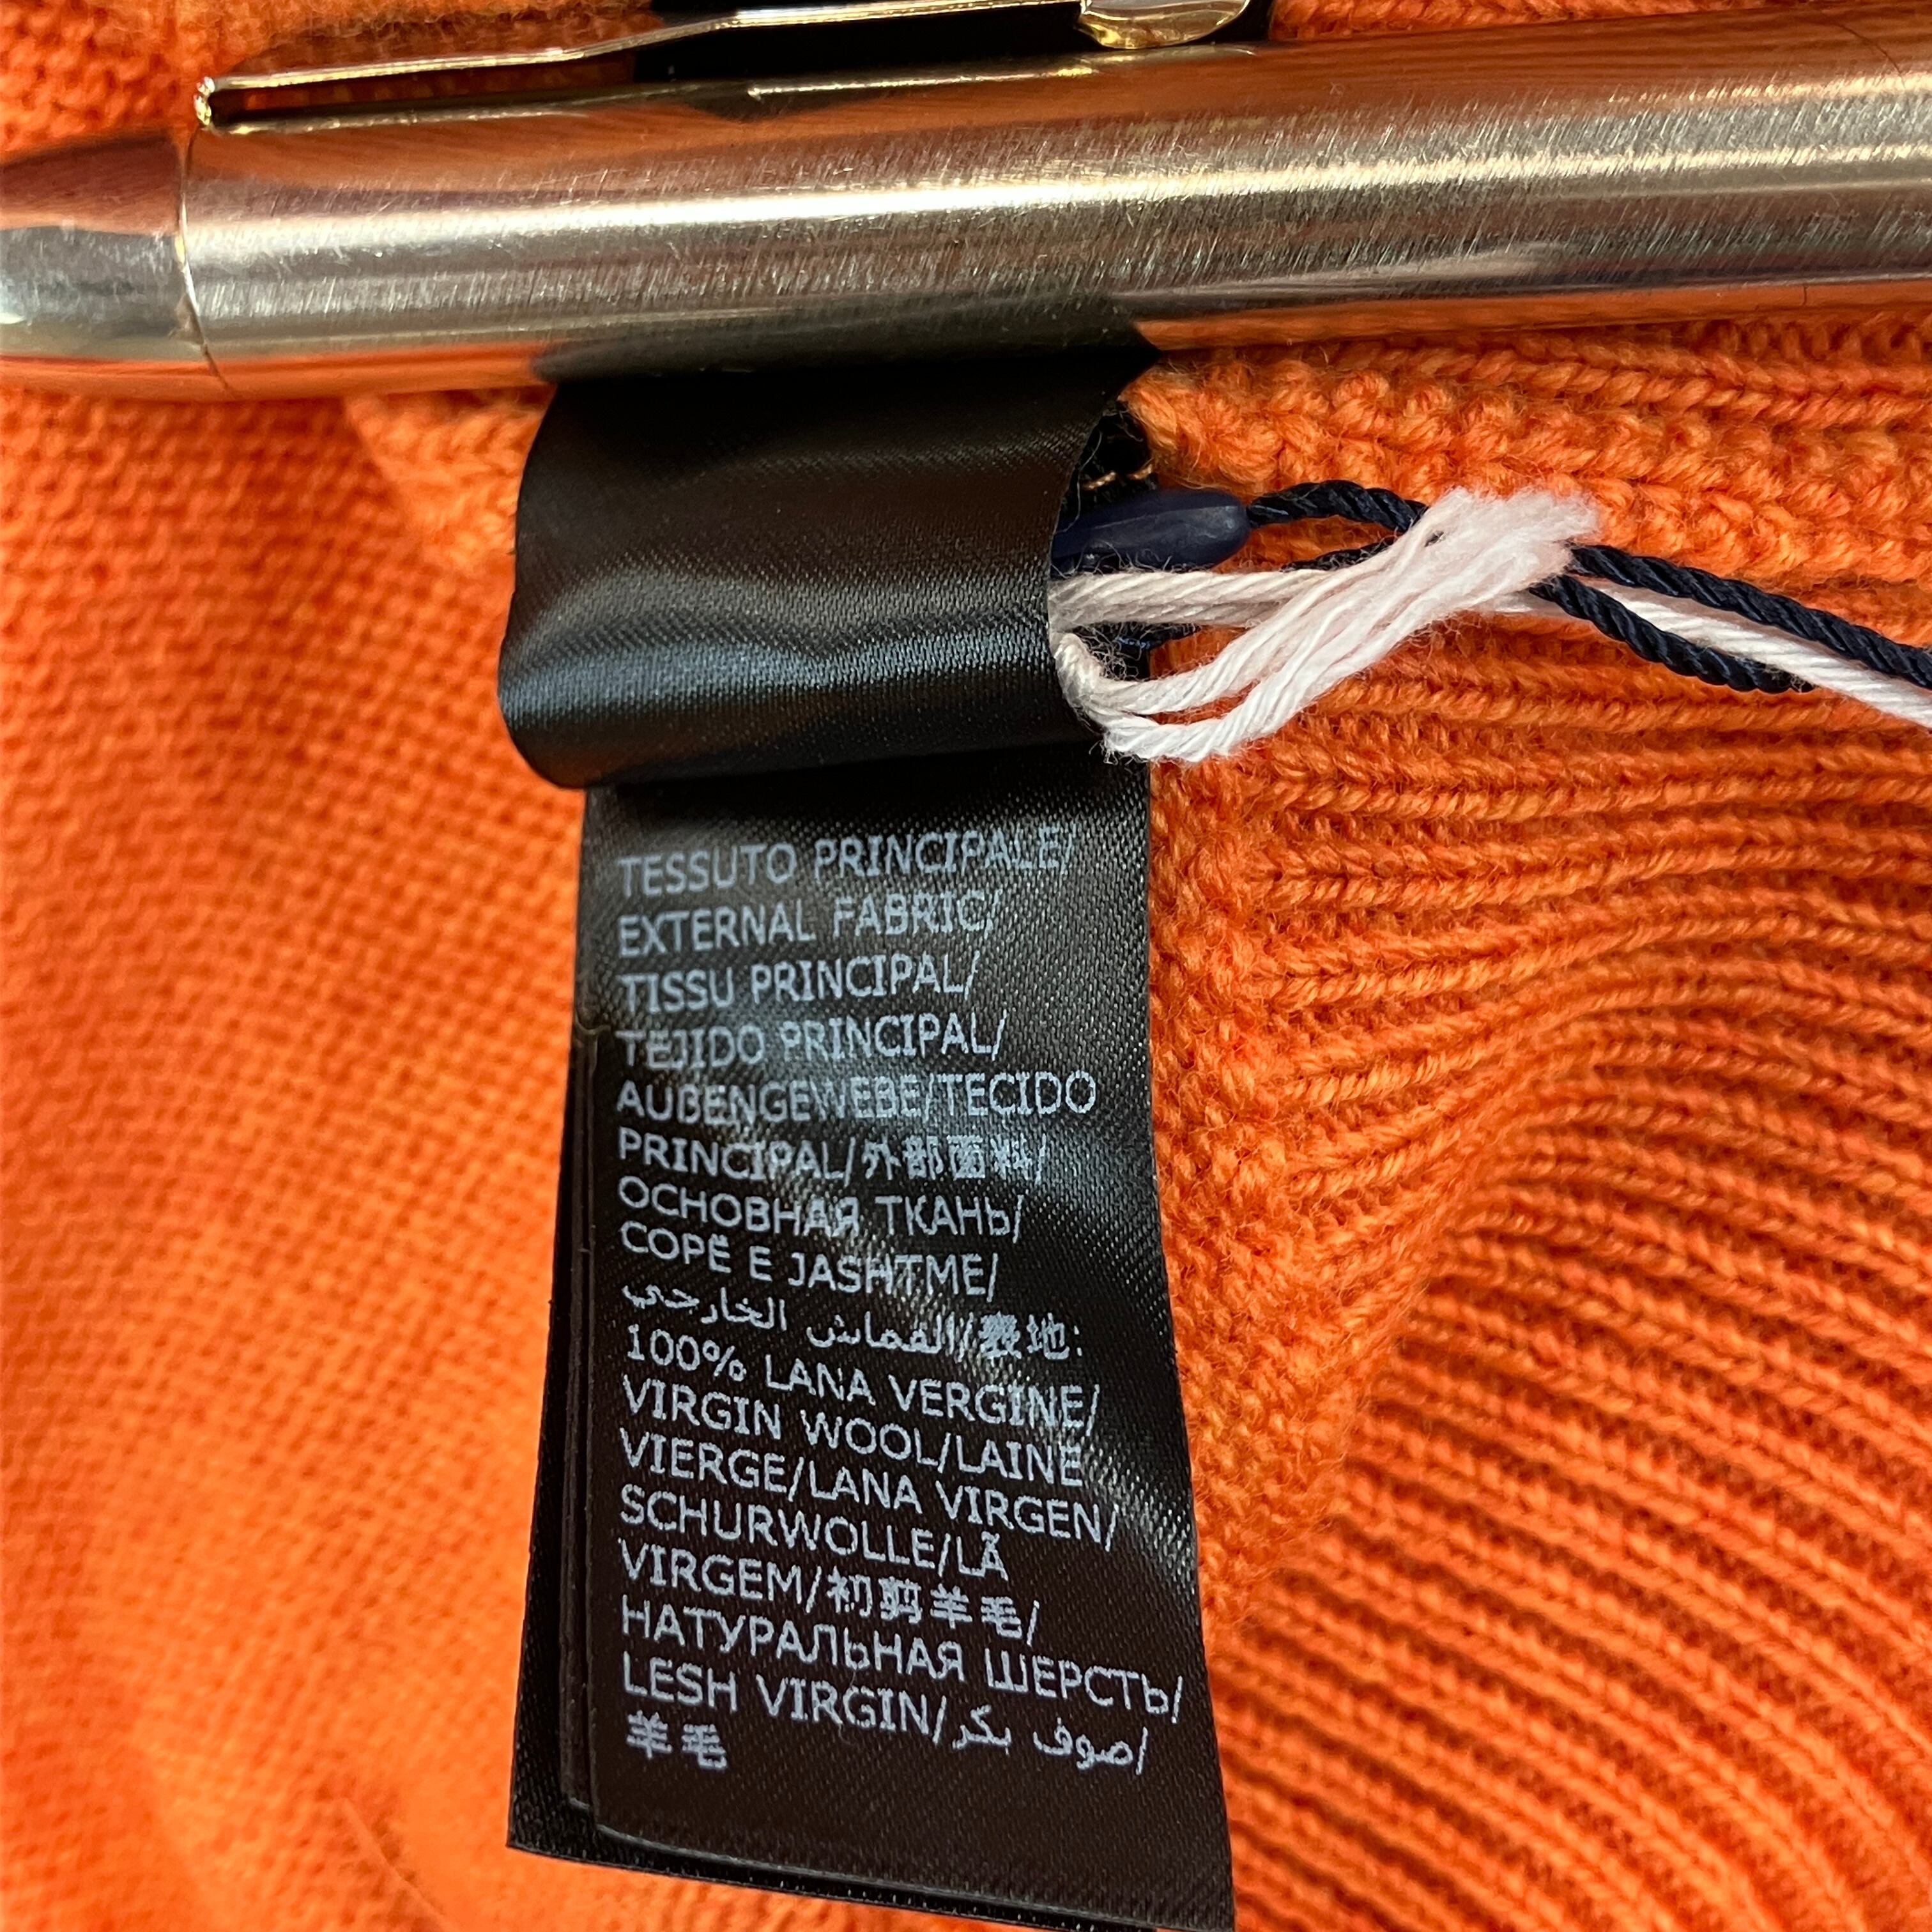 TESSUTO PRINCIPALE/
EXTERNAL FABRIC/
TISSU PRINCIPAL/
TEJIDO PRINCIPAL/
AUßENGEWEBE/TECIDO
PRINCIPAL/外部面料/
ОСНОВНАЯ ТКАНЬ/
COPË E JASHTME/
القماش الخارجي/表地:
100% LANA VERGINE/
VIRGIN WOOL/LAINE
VIERGE/LANA VIRGEN/
SCHURWOLLE/LÃ
VIRGEM/初剪羊毛/
НАТУРАЛЬНАЯ ШЕРСТЬ/
LESH VIRGIN/صوف بكر/
羊毛